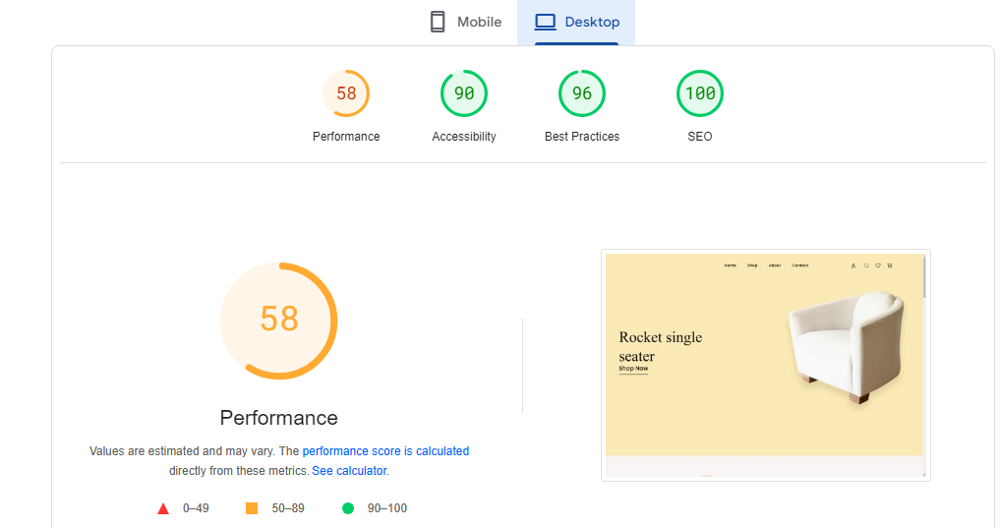 Mobile
Desktop
58
90
96
100
Performance
Accessibility
Best Practices
SEO
58
Performance
Values are estimated and may vary. The performance score is calculated
directly from these metrics. See calculator.
0–49
50–89
90–100
Home
Shop
About
Contact
Rocket single
seater
Shop Now